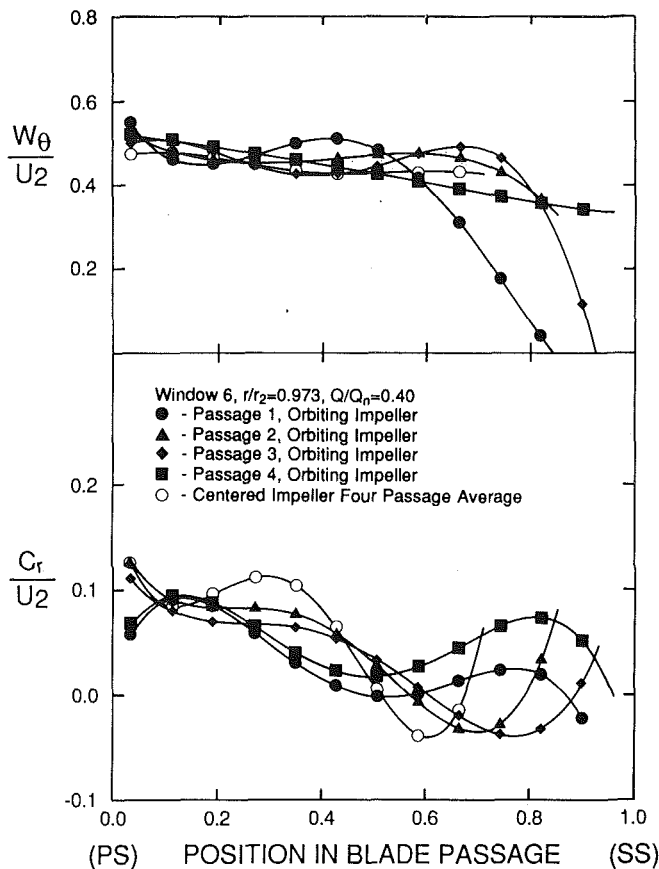 0.8
0.6
Wθ
U2
0.4
0.2
Window 6, r/r2=0.973, Q/Qn=0.40
- Passage 1, Orbiting Impeller
- Passage 2, Orbiting Impeller
- Passage 3, Orbiting Impeller
- Passage 4, Orbiting Impeller
- Centered Impeller Four Passage Average
0.2
0.1
Cr
U2
0.0
-0.1
0.0 0.2 0.4 0.6 0.8 1.0
(PS) POSITION IN BLADE PASSAGE (SS)